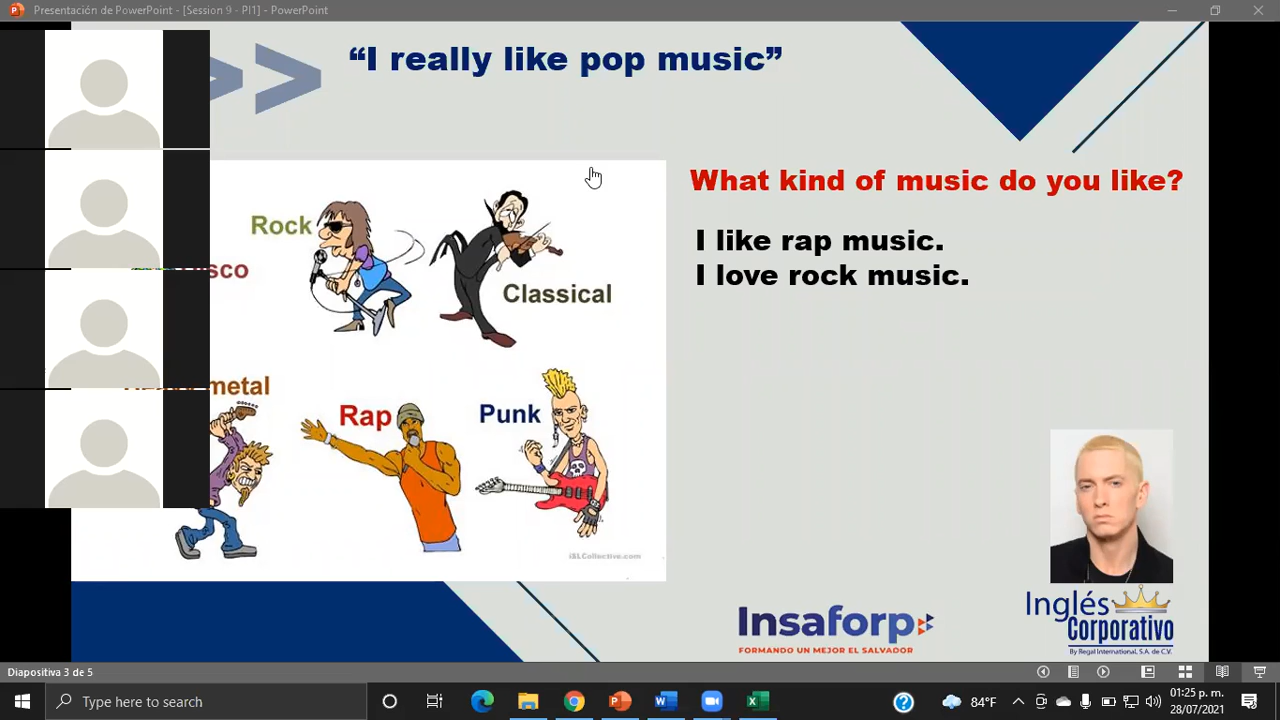 Presentación de PowerPoint - [Session 9 - PI1] - PowerPoint
“I really like pop music”
What kind of music do you like?
I like rap music.
I love rock music.
Rock
Classical
metal
Rap
Punk
iSLCollective.com
Insaforp
FORMANDO UN MEJOR EL SALVADOR
Inglés
Corporativo
By Regal International, S.A. de C.V.
Diapositiva 3 de 5
Type here to search
84°F
01:25 p. m.
28/07/2021